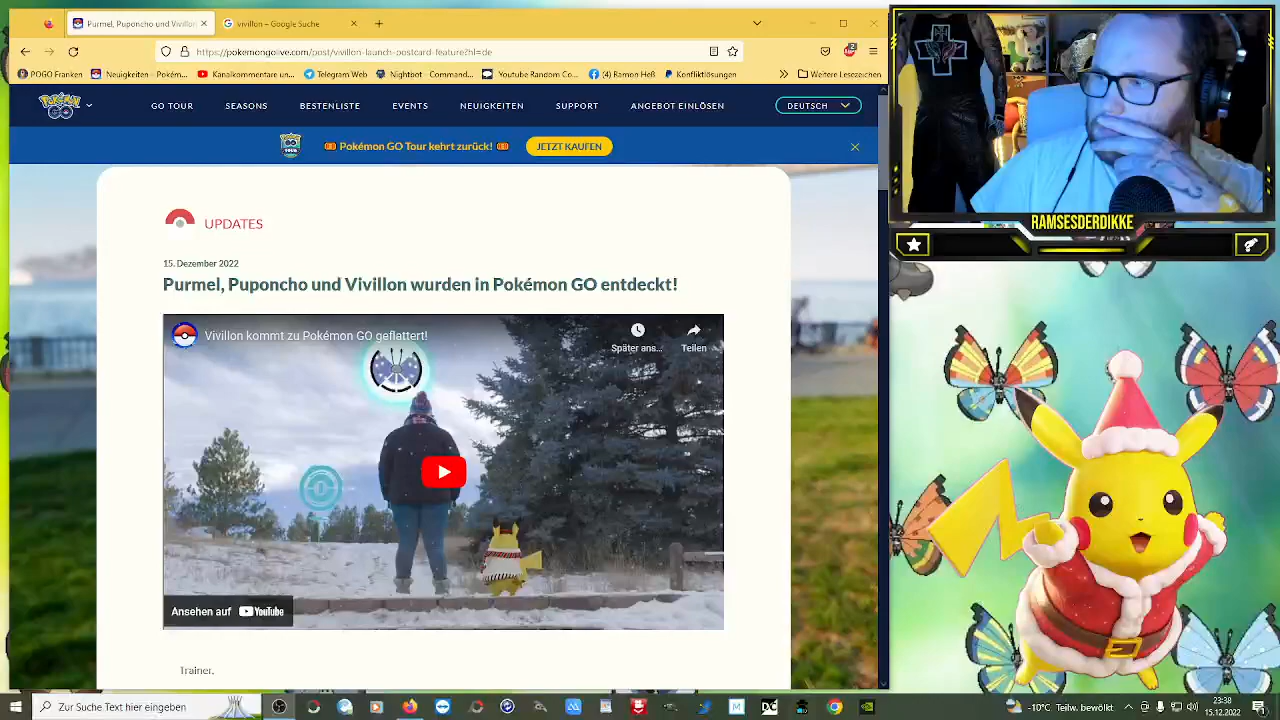 Purmel, Puponcho und Vivillon
vivillon – Google Suche
https://pokemongolive.com/post/vivillon-launch-postcard-feature?hl=de
POGO Franken
Neuigkeiten – Pokém…
Kanalkommentare un…
Telegram Web
Nightbot - Comman…
Youtube Random Co…
(4) Ramon Heß
Konfliktlösungen
Weitere Lesezeichen
POKÉMON GO
GO TOUR
SEASONS
BESTENLISTE
EVENTS
NEUIGKEITEN
SUPPORT
ANGEBOT EINLÖSEN
DEUTSCH
Pokémon GO Tour kehrt zurück!
JETZT KAUFEN
UPDATES
15. Dezember 2022
Purmel, Puponcho und Vivillon wurden in Pokémon GO entdeckt!
Vivillon kommt zu Pokémon GO geflattert!
Später ans…
Teilen
Ansehen auf YouTube
Trainer,
RAMSESDERDIKKE
Zur Suche Text hier eingeben
-10°C Teilw. bewölkt
23:38
15.12.2022